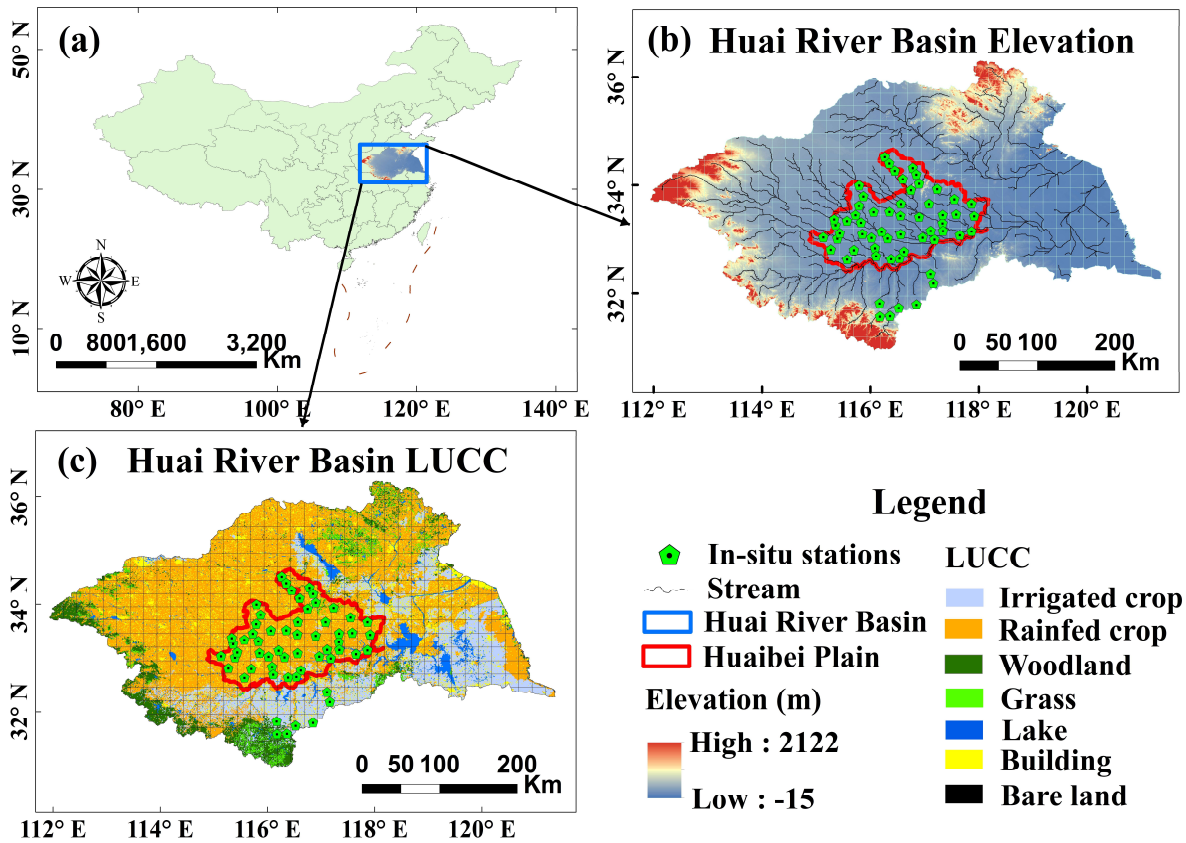 (a)
50° N
30° N
10° N
N
W
E
S
0
800
1,600
3,200
Km
80° E
100° E
120° E
140° E
(b)
Huai River Basin Elevation
36° N
34° N
32° N
0
50
100
200
Km
112° E
114° E
116° E
118° E
120° E
(c)
Huai River Basin LUCC
36° N
34° N
32° N
0
50
100
200
Km
112° E
114° E
116° E
118° E
120° E
Legend
In-situ stations
Stream
Huai River Basin
Huaibei Plain
Elevation (m)
High : 2122
Low : -15
LUCC
Irrigated crop
Rainfed crop
Woodland
Grass
Lake
Building
Bare land